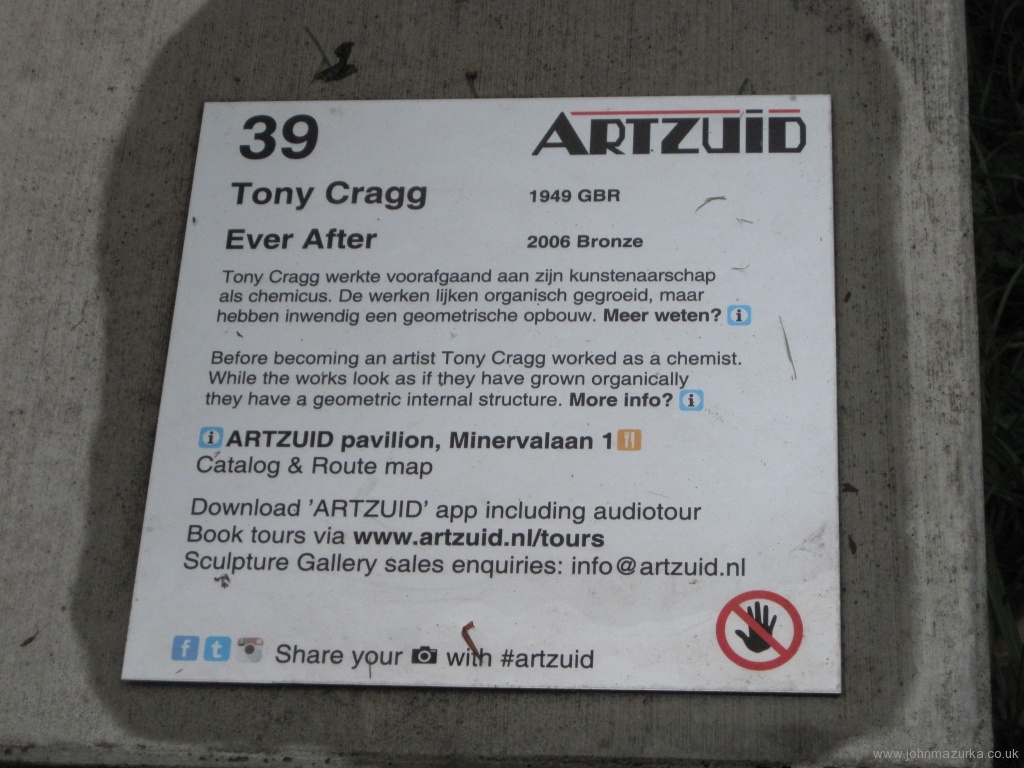 39
ARTZUID
Tony Cragg
1949 GBR
Ever After
2006 Bronze
Tony Cragg werkte voorafgaand aan zijn kunstenaarschap
als chemicus. De werken lijken organisch gegroeid, maar
hebben inwendig een geometrische opbouw. Meer weten? i
Before becoming an artist Tony Cragg worked as a chemist.
While the works look as if they have grown organically
they have a geometric internal structure. More info? i
i ARTZUID pavilion, Minervalaan 1
Catalog & Route map
Download 'ARTZUID' app including audiotour
Book tours via www.artzuid.nl/tours
Sculpture Gallery sales enquiries: info@artzuid.nl
f t Share your with #artzuid
www.johnmazurka.co.uk